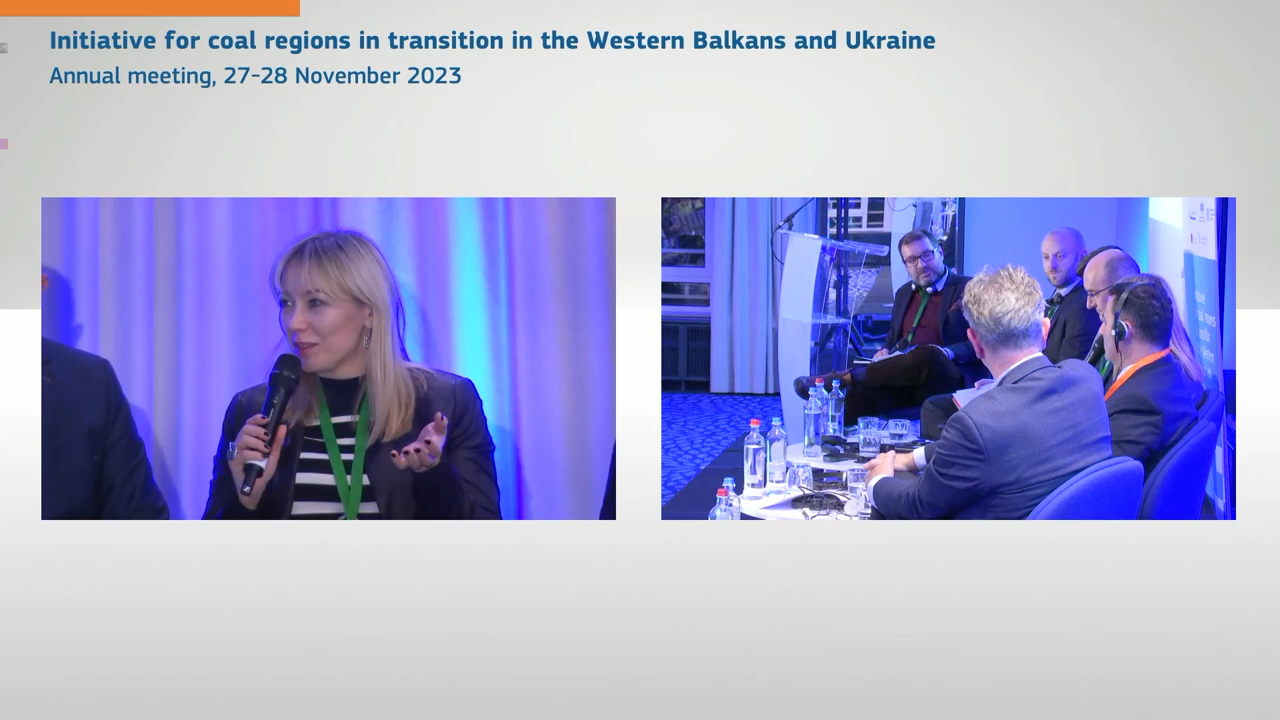 Initiative for coal regions in transition in the Western Balkans and Ukraine
Annual meeting, 27-28 November 2023